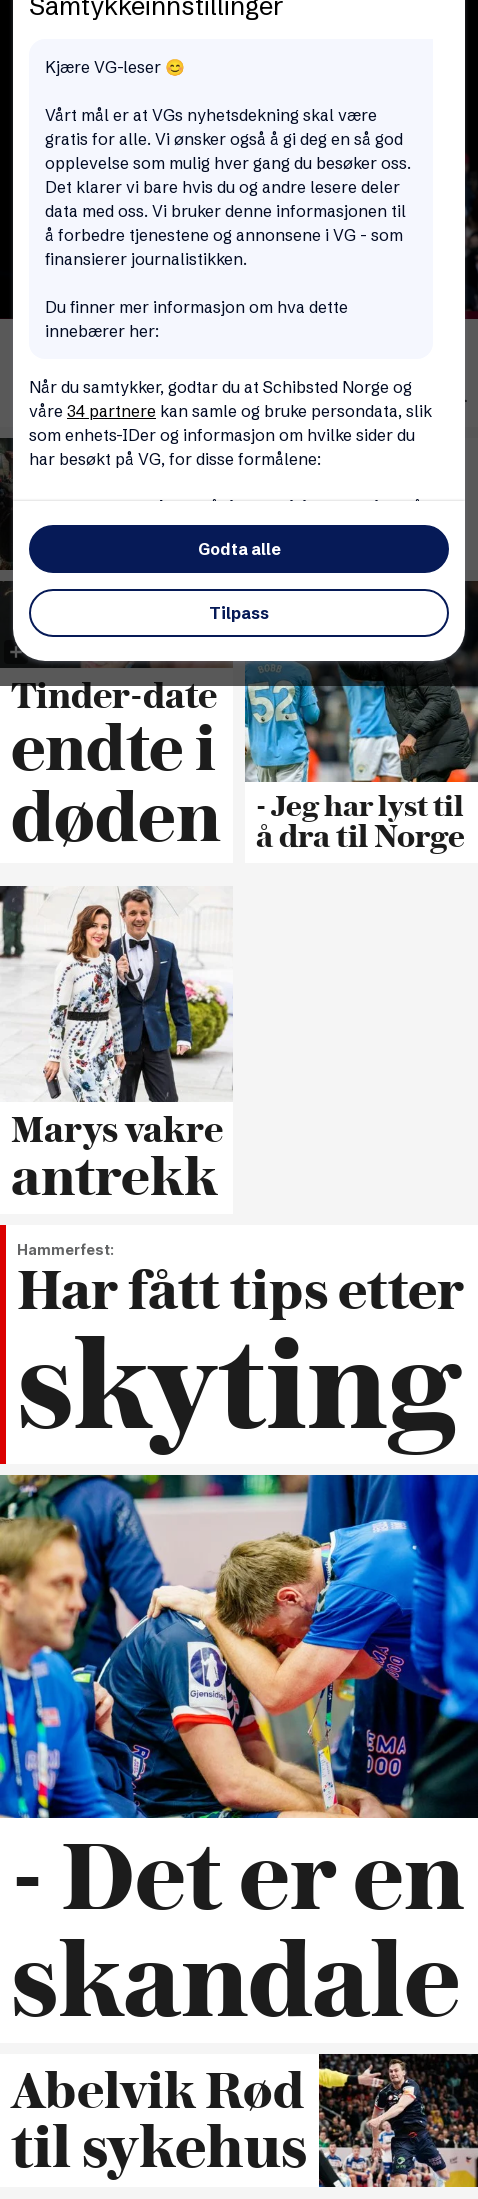 Samtykkeinnstillinger
Kjære VG-leser 😊
Vårt mål er at VGs nyhetsdekning skal være
gratis for alle. Vi ønsker også å gi deg en så god
opplevelse som mulig hver gang du besøker oss.
Det klarer vi bare hvis du og andre lesere deler
data med oss. Vi bruker denne informasjonen til
å forbedre tjenestene og annonsene i VG - som
finansierer journalistikken.
Du finner mer informasjon om hva dette
innebærer her:
Når du samtykker, godtar du at Schibsted Norge og
våre 34 partnere kan samle og bruke persondata, slik
som enhets-IDer og informasjon om hvilke sider du
har besøkt på VG, for disse formålene:
Godta alle
Tilpass
+
Tinder-date
endte i
døden
52
- Jeg har lyst til
å dra til Norge
Marys vakre
antrekk
Hammerfest:
Har fått tips etter
skyting
Gjensidige
- Det er en
skandale
Abelvik Rød
til sykehus